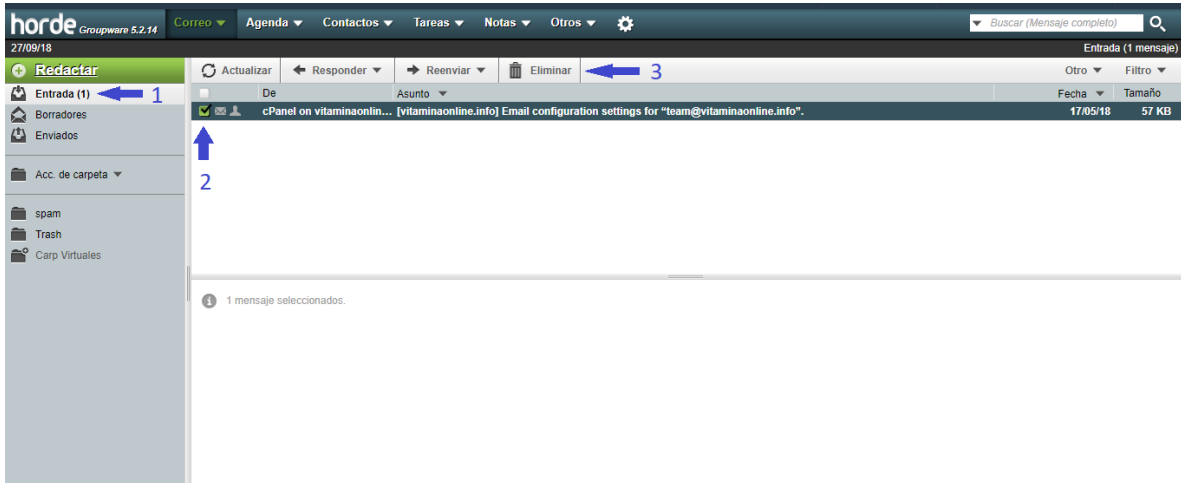 horde Groupware 5.2.14 Correo Agenda Contactos Tareas Notas Otros Buscar (Mensaje completo)
27/09/18 Entrada (1 mensaje)
Redactar Actualizar Responder Reenviar Eliminar 3 Otro Filtro
Entrada (1) 1 De Asunto Fecha Tamaño
Borradores cPanel on vitaminaonlin... [vitaminaonline.info] Email configuration settings for “team@vitaminaonline.info”. 17/05/18 57 KB
Enviados
2
Acc. de carpeta
spam
Trash
Carp Virtuales
1 mensaje seleccionados.